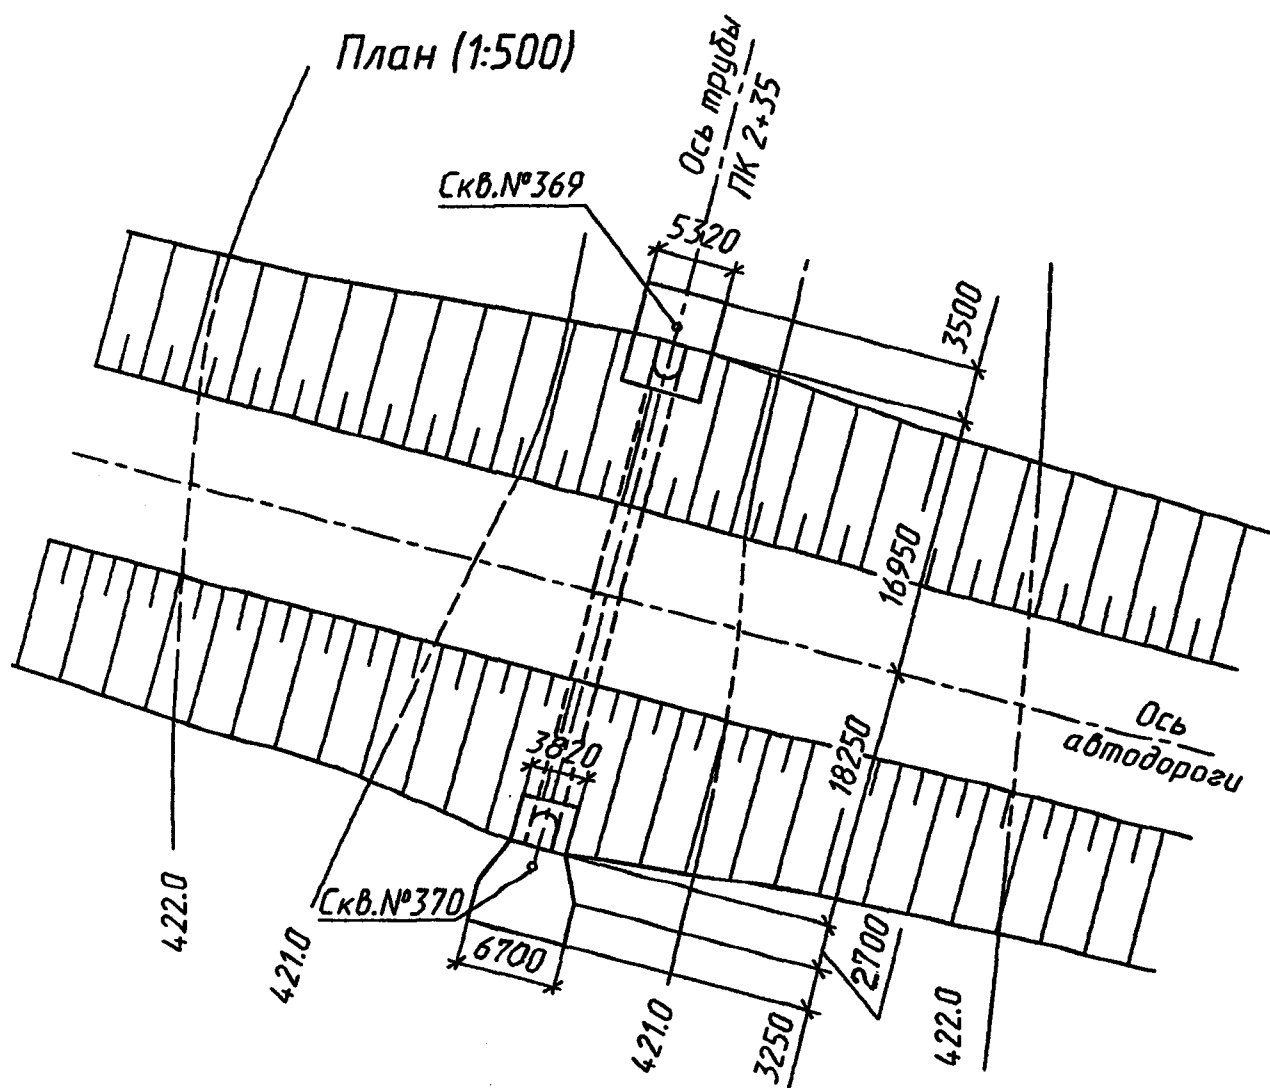 План (1:500)
Ось трубы
ПК 2+35
Скв.№369
5320
3500
16950
Ось
автодороги
18250
3820
Скв.№370
6700
2700
3250
422.0
421.0
421.0
422.0